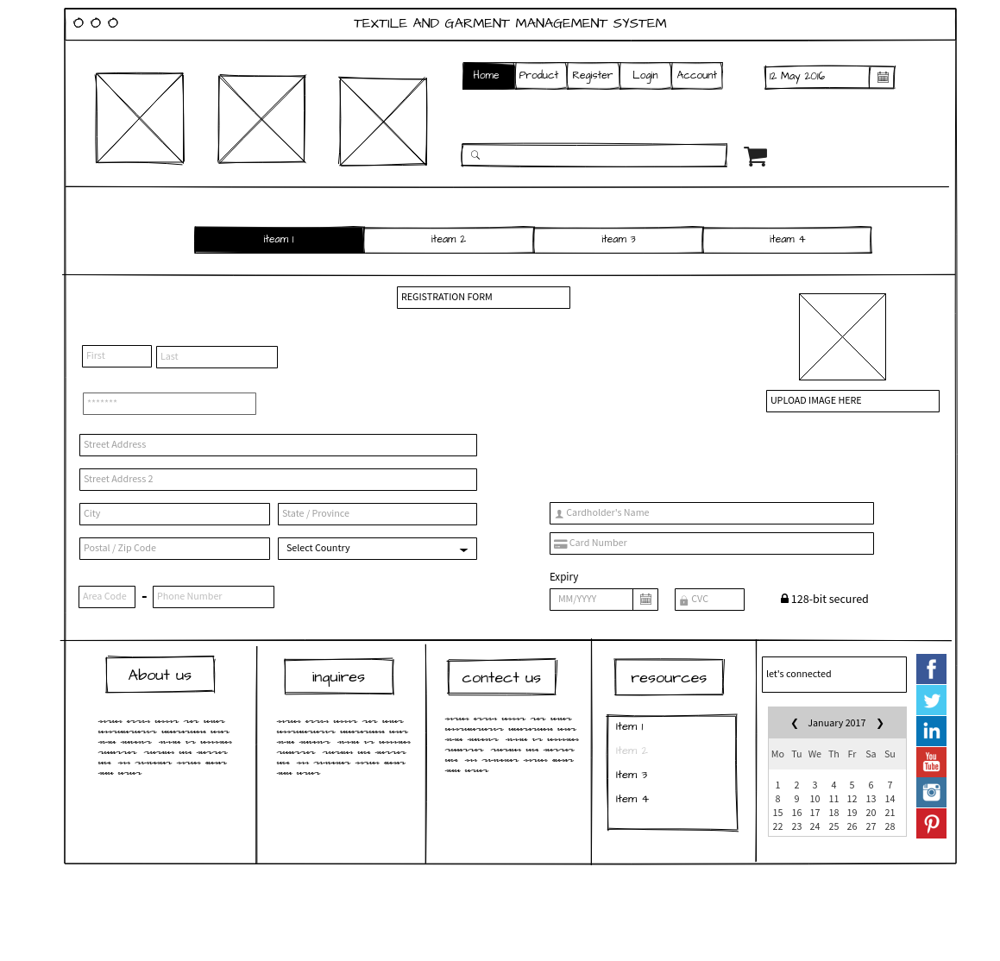 TEXTILE AND GARMENT MANAGEMENT SYSTEM
Home Product Register Login Account
12 May 2016
iteam 1 iteam 2 iteam 3 iteam 4
REGISTRATION FORM
First Last
*******
UPLOAD IMAGE HERE
Street Address
Street Address 2
City State / Province
Postal / Zip Code Select Country
Area Code - Phone Number
Cardholder's Name
Card Number
Expiry
MM/YYYY CVC 128-bit secured
About us
inquires
contact us
resources
Item 1
Item 2
Item 3
Item 4
let's connected
❮ January 2017 ❯
Mo Tu We Th Fr Sa Su
1 2 3 4 5 6 7
8 9 10 11 12 13 14
15 16 17 18 19 20 21
22 23 24 25 26 27 28
f
in
You
Tube